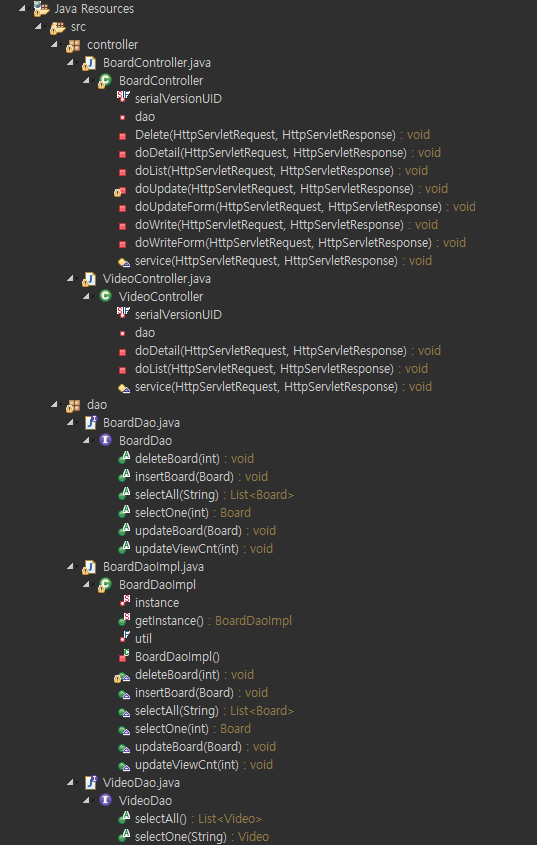 Java Resources
src
controller
BoardController.java
BoardController
serialVersionUID
dao
Delete(HttpServletRequest, HttpServletResponse) : void
doDetail(HttpServletRequest, HttpServletResponse) : void
doList(HttpServletRequest, HttpServletResponse) : void
doUpdate(HttpServletRequest, HttpServletResponse) : void
doUpdateForm(HttpServletRequest, HttpServletResponse) : void
doWrite(HttpServletRequest, HttpServletResponse) : void
doWriteForm(HttpServletRequest, HttpServletResponse) : void
service(HttpServletRequest, HttpServletResponse) : void
VideoController.java
VideoController
serialVersionUID
dao
doDetail(HttpServletRequest, HttpServletResponse) : void
doList(HttpServletRequest, HttpServletResponse) : void
service(HttpServletRequest, HttpServletResponse) : void
dao
BoardDao.java
BoardDao
deleteBoard(int) : void
insertBoard(Board) : void
selectAll(String) : List<Board>
selectOne(int) : Board
updateBoard(Board) : void
updateViewCnt(int) : void
BoardDaoImpl.java
BoardDaoImpl
instance
getInstance() : BoardDaoImpl
util
BoardDaoImpl()
deleteBoard(int) : void
insertBoard(Board) : void
selectAll(String) : List<Board>
selectOne(int) : Board
updateBoard(Board) : void
updateViewCnt(int) : void
VideoDao.java
VideoDao
selectAll() : List<Video>
selectOne(String) : Video